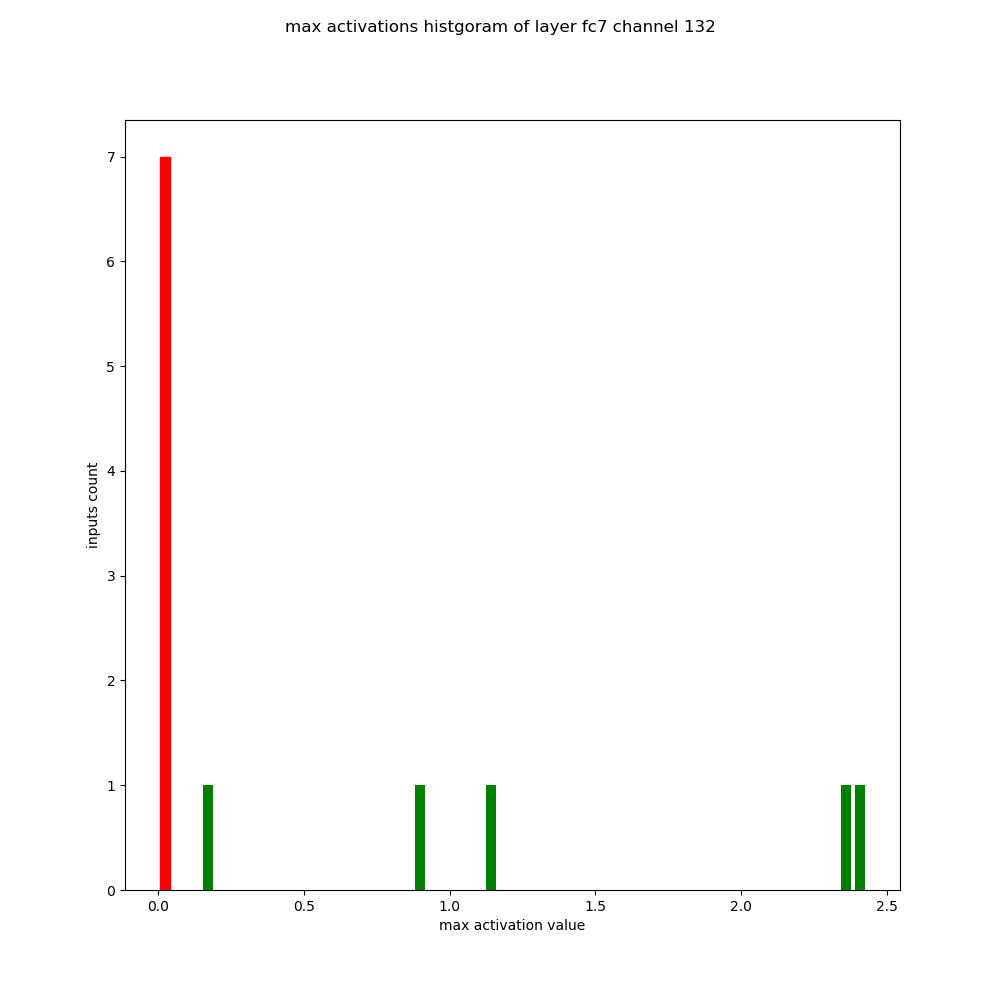 max activations histgoram of layer fc7 channel 132
7
6
5
4
3
2
1
0
inputs count
0.0 0.5 1.0 1.5 2.0 2.5
max activation value